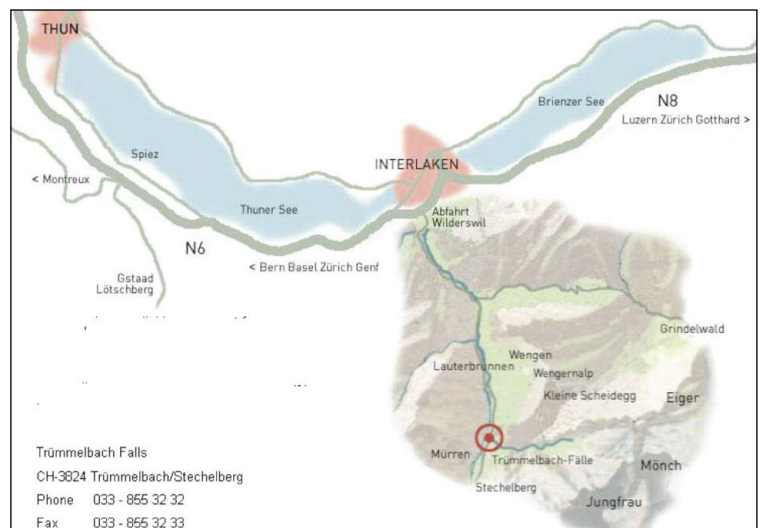 THUN
Brienzer See
N8
Luzern Zürich Gotthard >
Spiez
INTERLAKEN
< Montreux
Thuner See
Abfahrt
Wilderswil
N6
< Bern Basel Zürich Genf
Gstaad
Lötschberg
Grindelwald
Wengen
Lauterbrunnen
Wengernalp
Kleine Scheidegg
Eiger
Mürren
Trümmelbach-Fälle
Mönch
Stechelberg
Jungfrau
Trümmelbach Falls
CH-3824 Trümmelbach/Stechelberg
Phone 033 - 855 32 32
Fax 033 - 855 32 33